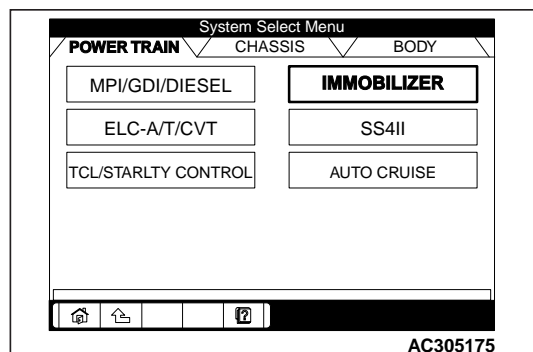 System Select Menu
POWER TRAIN CHASSIS BODY
MPI/GDI/DIESEL IMMOBILIZER
ELC-A/T/CVT SS4II
TCL/STARLTY CONTROL AUTO CRUISE
?
AC305175